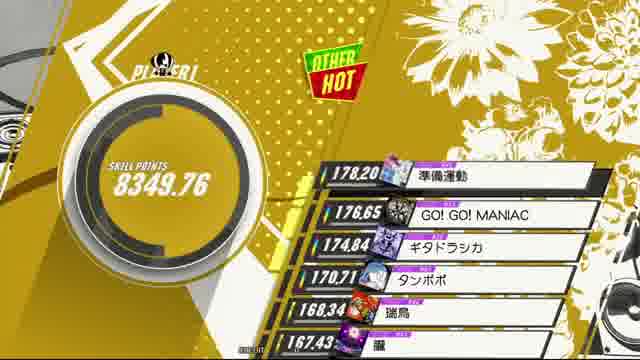 PLAYER1
OTHER
HOT
SKILL POINTS
8349.76
178,20
準備運動
176,65
GO! GO! MANIAC
174,84
ギタドラシカ
170,71
タンポポ
168,34
瑞鳥
167,43
朧